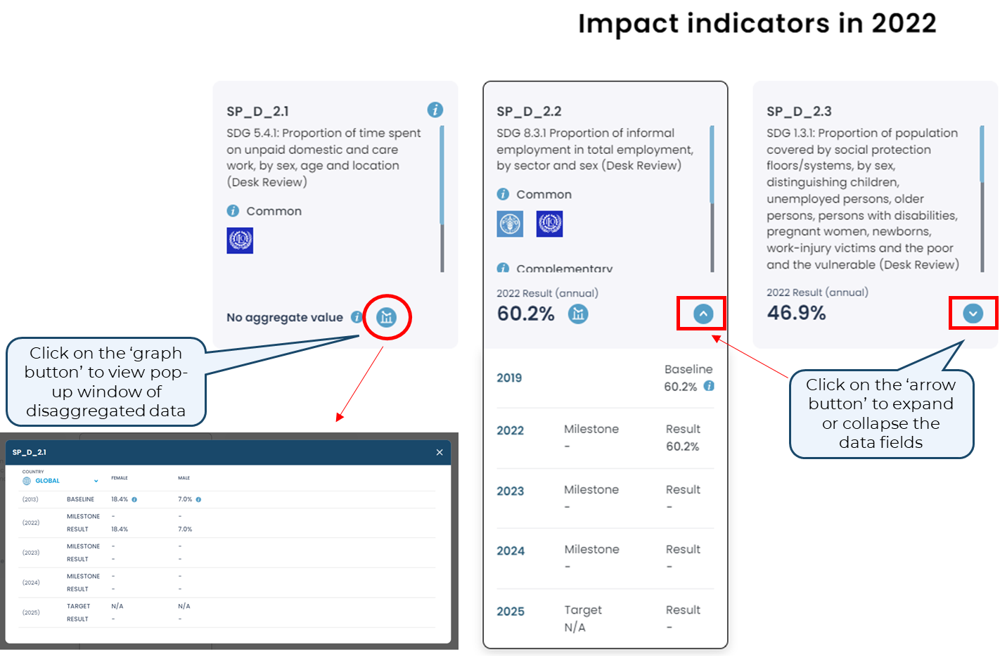 Impact indicators in 2022
SP_D_2.1
SDG 5.4.1: Proportion of time spent
on unpaid domestic and care
work, by sex, age and location
(Desk Review)
Common
No aggregate value
SP_D_2.2
SDG 8.3.1 Proportion of informal
employment in total employment,
by sector and sex (Desk Review)
Common
Complementary
2022 Result (annual)
60.2%
2019
Baseline
60.2%
2022
Milestone
Result
-
60.2%
2023
Milestone
Result
-
-
2024
Milestone
Result
-
-
2025
Target
Result
N/A
-
SP_D_2.3
SDG 1.3.1: Proportion of population
covered by social protection
floors/systems, by sex,
distinguishing children,
unemployed persons, older
persons, persons with disabilities,
pregnant women, newborns,
work-injury victims and the poor
and the vulnerable (Desk Review)
2022 Result (annual)
46.9%
Click on the ‘graph
button’ to view pop-
up window of
disaggregated data
Click on the ‘arrow
button’ to expand
or collapse the
data fields
SP_D_2.1
COUNTRY
GLOBAL
FEMALE
MALE
(2013) BASELINE 18.4% 7.0%
(2022)
MILESTONE - -
RESULT 18.4% 7.0%
(2023)
MILESTONE - -
RESULT - -
(2024)
MILESTONE - -
RESULT - -
(2025)
TARGET N/A N/A
RESULT - -